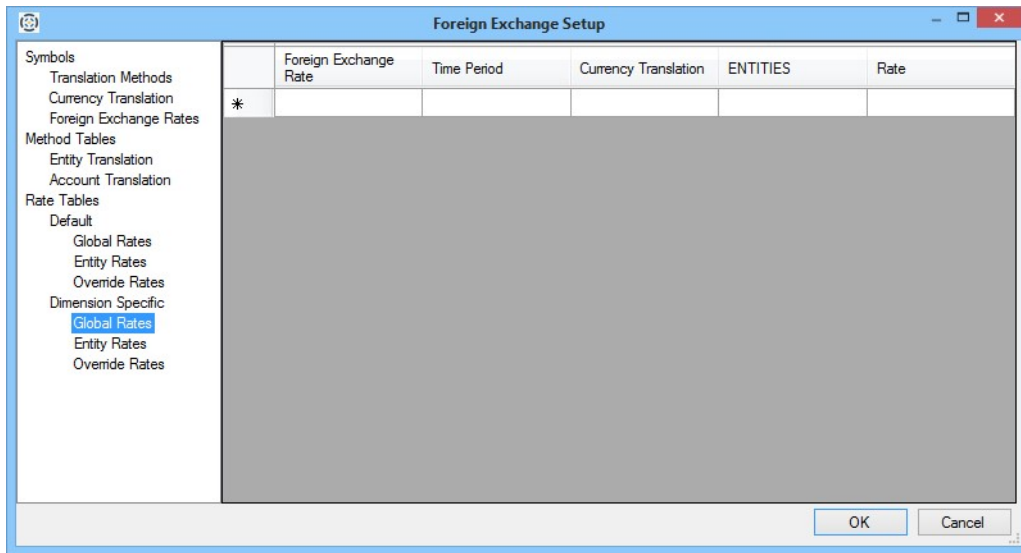 Foreign Exchange Setup
Symbols
Translation Methods
Currency Translation
Foreign Exchange Rates
Method Tables
Entity Translation
Account Translation
Rate Tables
Default
Global Rates
Entity Rates
Override Rates
Dimension Specific
Global Rates
Entity Rates
Override Rates
Foreign Exchange
Rate
Time Period
Currency Translation
ENTITIES
Rate
OK
Cancel